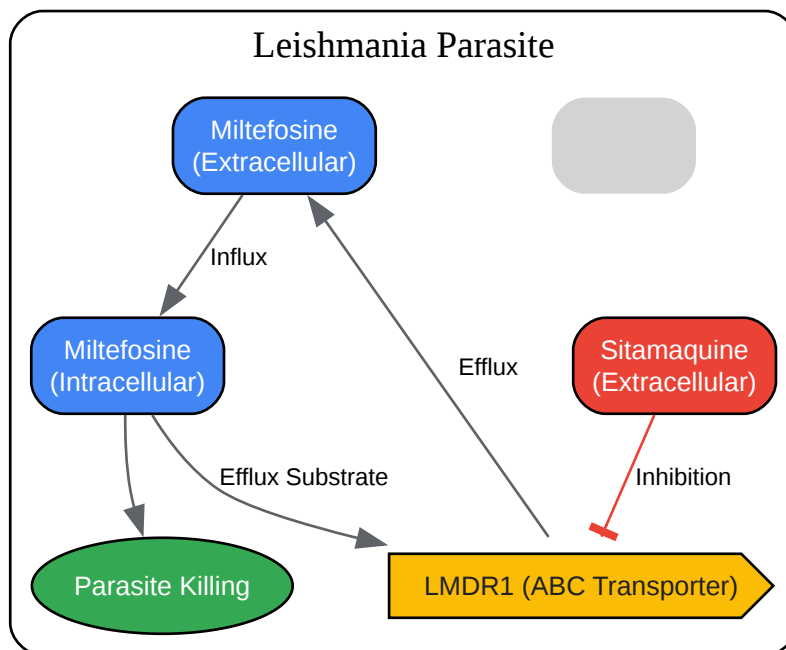 Leishmania Parasite
Miltefosine
(Extracellular)
Influx
Miltefosine
(Intracellular)
Efflux
Sitamaquine
(Extracellular)
Efflux Substrate
Inhibition
Parasite Killing
LMDR1 (ABC Transporter)